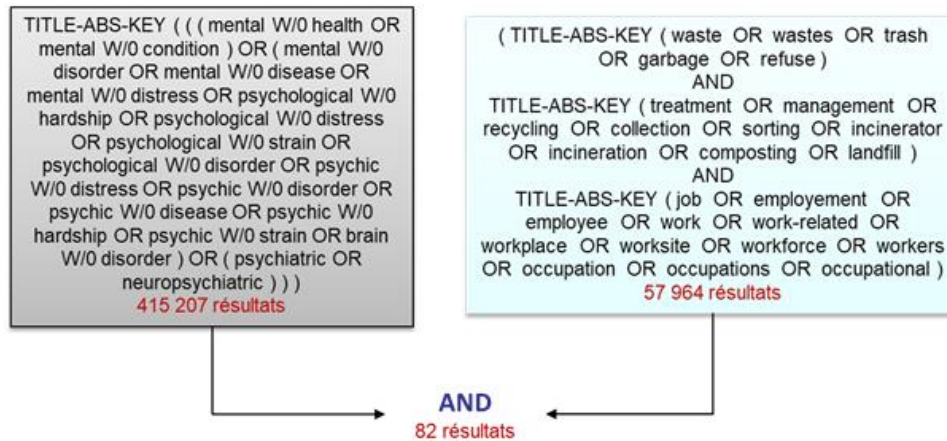 TITLE-ABS-KEY ( ( ( mental W/0 health OR
mental W/0 condition ) OR ( mental W/0
disorder OR mental W/0 disease OR
mental W/0 distress OR psychological W/0
hardship OR psychological W/0 distress
OR psychological W/0 strain OR
psychological W/0 disorder OR psychic
W/0 distress OR psychic W/0 disorder OR
psychic W/0 disease OR psychic W/0
hardship OR psychic W/0 strain OR brain
W/0 disorder ) OR ( psychiatric OR
neuropsychiatric ) ) )
415 207 résultats
( TITLE-ABS-KEY ( waste OR wastes OR trash
OR garbage OR refuse )
AND
TITLE-ABS-KEY ( treatment OR management OR
recycling OR collection OR sorting OR incinerator
OR incineration OR composting OR landfill )
AND
TITLE-ABS-KEY ( job OR employement OR
employee OR work OR work-related OR
workplace OR worksite OR workforce OR workers
OR occupation OR occupations OR occupational )
57 964 résultats
AND
82 résultats